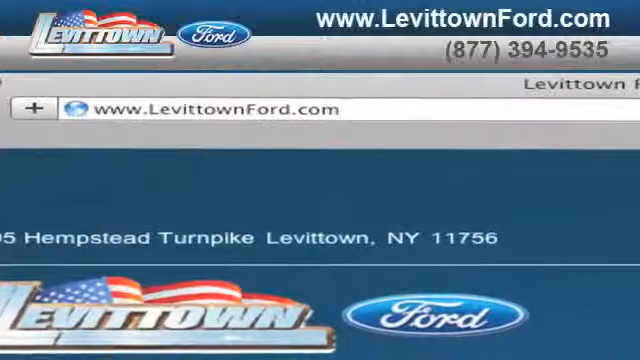 LEVITTOWN Ford www.LevittownFord.com
(877) 394-9535
Levittown
+ www.LevittownFord.com
95 Hempstead Turnpike Levittown, NY 11756
LEVITTOWN Ford